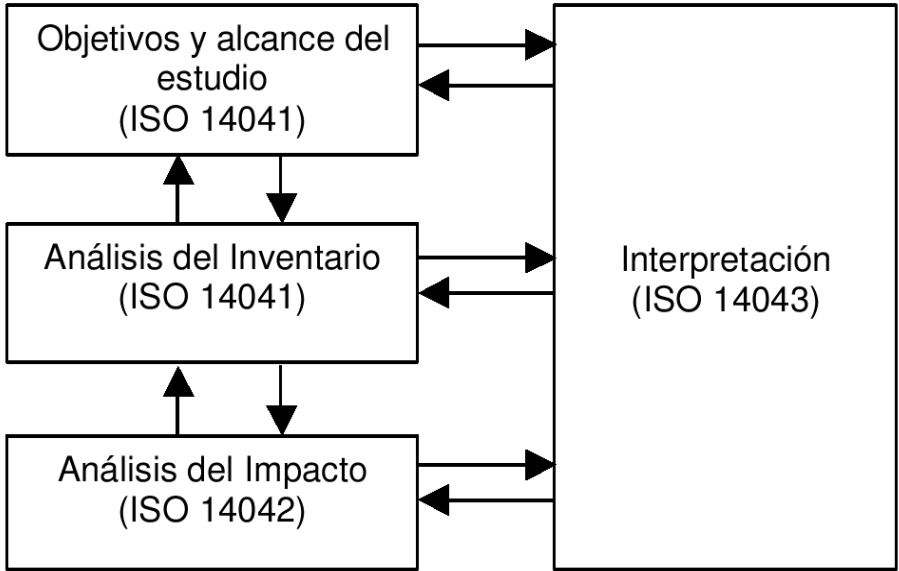 Objetivos y alcance del
estudio
(ISO 14041)
Análisis del Inventario
(ISO 14041)
Análisis del Impacto
(ISO 14042)
Interpretación
(ISO 14043)